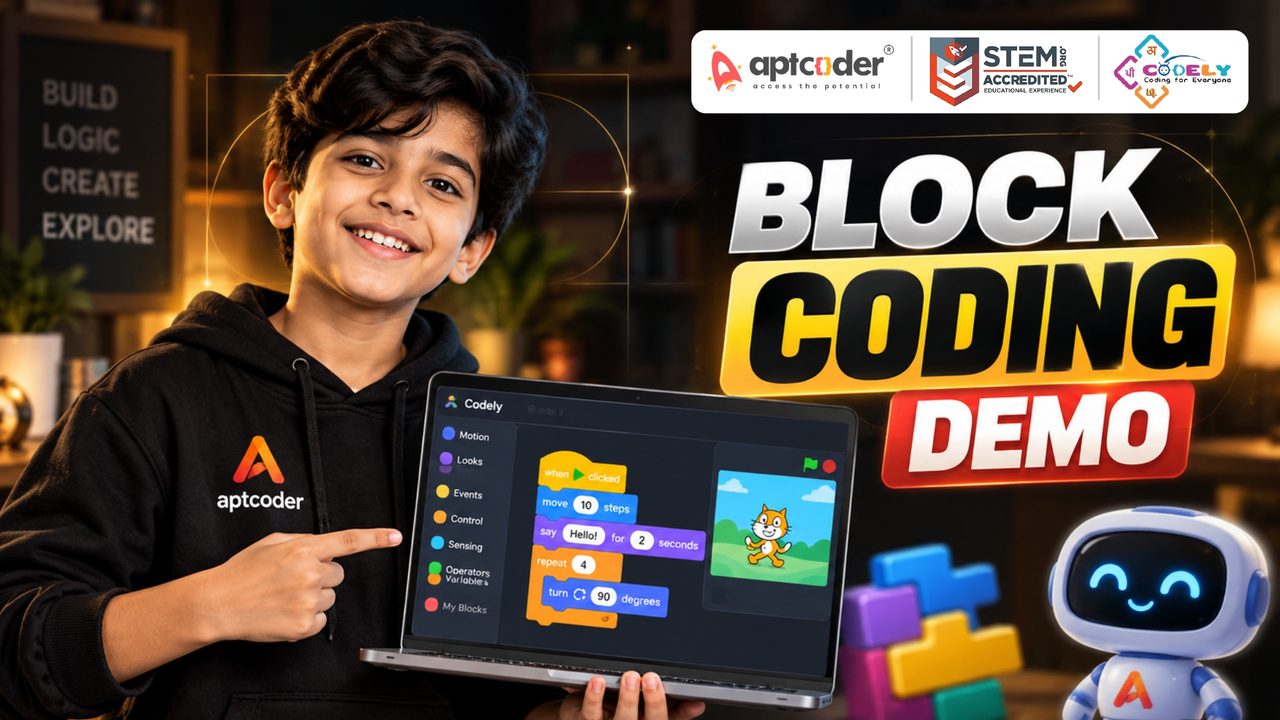 BUILD
LOGIC
CREATE
EXPLORE
aptcoder®
access the potential
STEM.ORG
ACCREDITED™
EDUCATIONAL EXPERIENCE
अ
पी
CODELY
Coding for Everyone
BLOCK
CODING
DEMO
aptcoder
Codely
Motion
Looks
Events
Control
Sensing
Operators
Variables
My Blocks
when clicked
move 10 steps
say Hello! for 2 seconds
repeat 4
turn 90 degrees